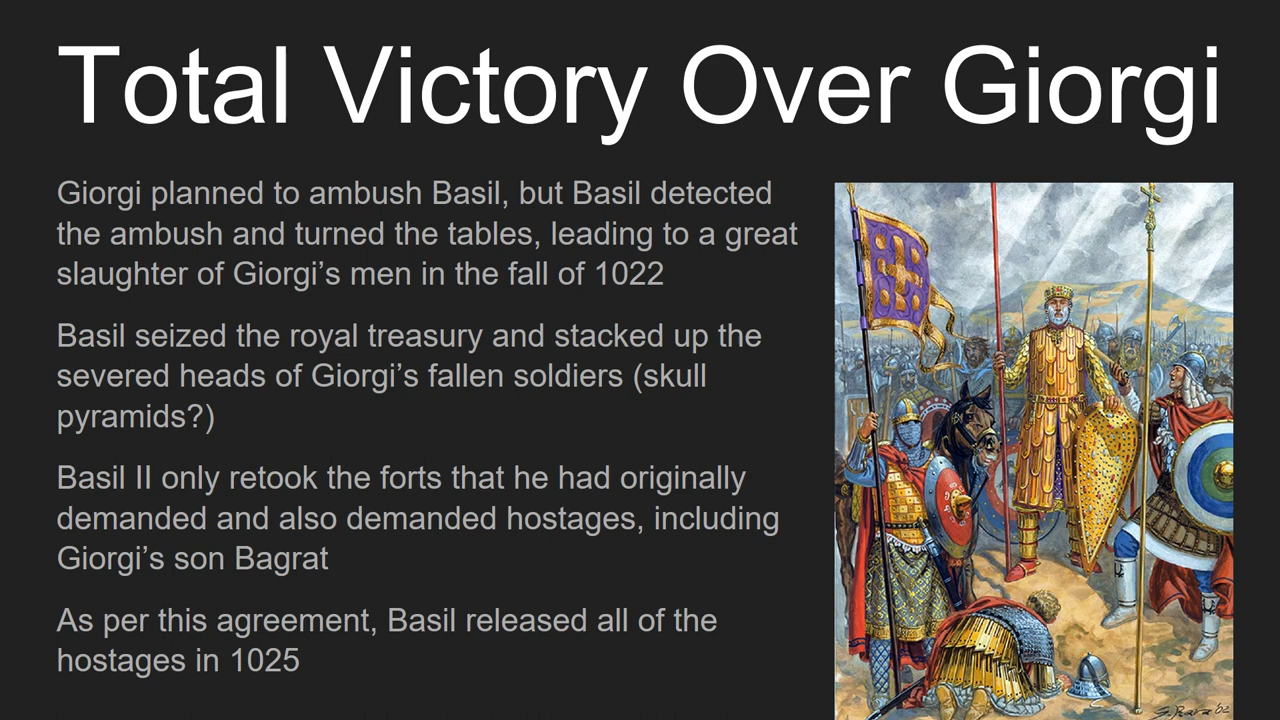 Total Victory Over Giorgi
Giorgi planned to ambush Basil, but Basil detected
the ambush and turned the tables, leading to a great
slaughter of Giorgi’s men in the fall of 1022
Basil seized the royal treasury and stacked up the
severed heads of Giorgi’s fallen soldiers (skull
pyramids?)
Basil II only retook the forts that he had originally
demanded and also demanded hostages, including
Giorgi’s son Bagrat
As per this agreement, Basil released all of the
hostages in 1025